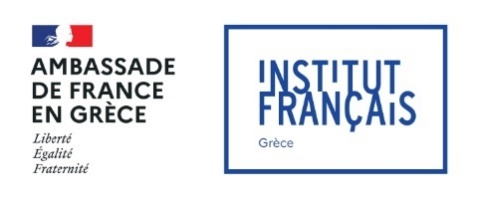 AMBASSADE
DE FRANCE
EN GRÈCE
Liberté
Égalité
Fraternité
INSTITUT
FRANÇAIS
Grèce